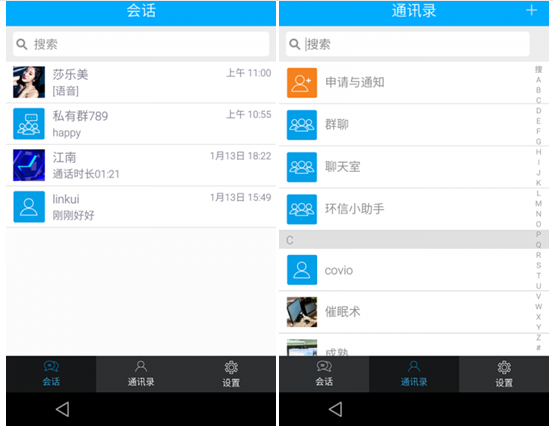 会话
搜索
莎乐美
上午 11:00
[语音]
私有群789
上午 10:55
happy
江南
1月13日 18:22
通话时长01:21
linkui
1月13日 15:49
刚刚好好
会话
通讯录
设置
通讯录
+
搜索
申请与通知
群聊
聊天室
环信小助手
C
covio
催眠术
成熟
搜
A
B
C
D
E
F
G
H
I
J
K
L
M
N
O
P
Q
R
S
T
U
V
W
X
Y
Z
#
会话
通讯录
设置